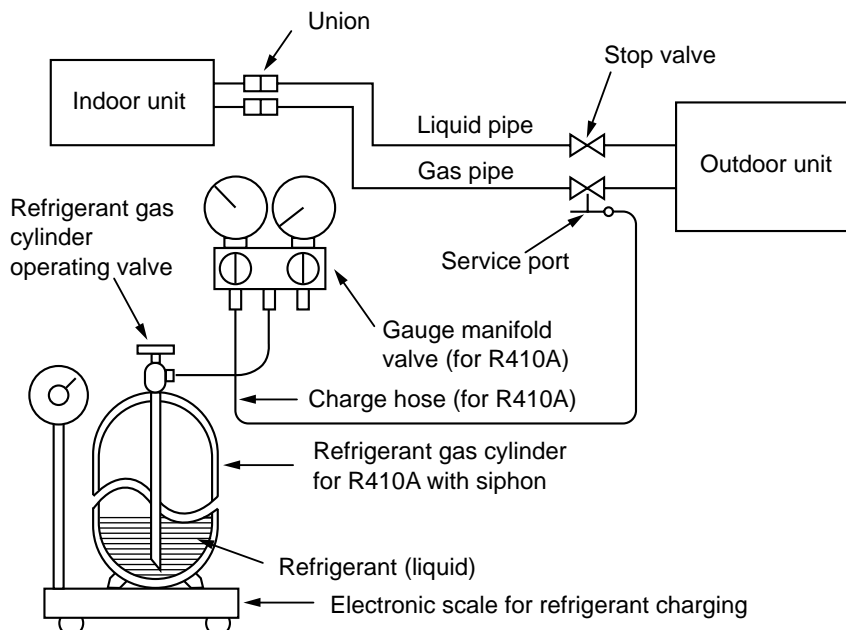 Union
Stop valve
Indoor unit
Liquid pipe
Outdoor unit
Gas pipe
Refrigerant gas
cylinder
operating valve
Service port
Gauge manifold
valve (for R410A)
Charge hose (for R410A)
Refrigerant gas cylinder
for R410A with siphon
Refrigerant (liquid)
Electronic scale for refrigerant charging